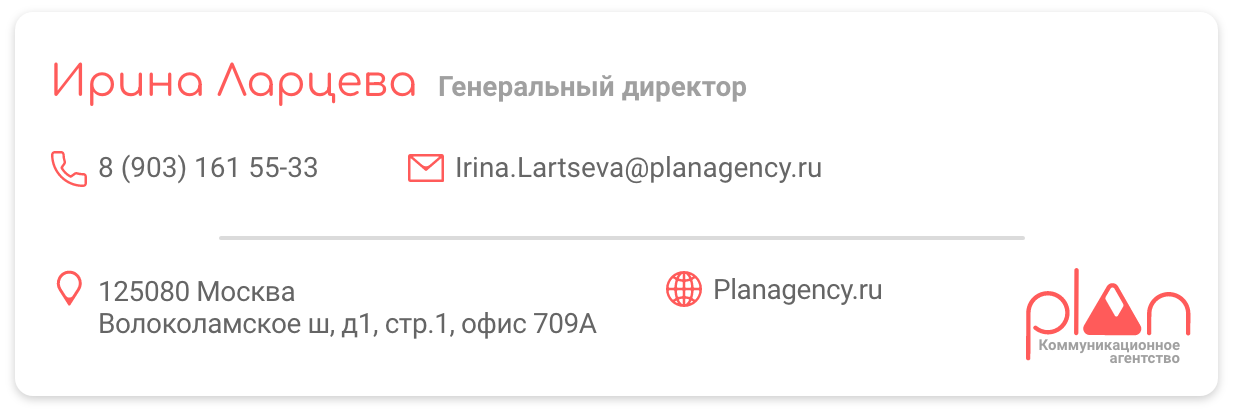 Ирина Ларцева Генеральный директор
8 (903) 161 55-33 Irina.Lartseva@planagency.ru
125080 Москва
Волоколамское ш, д1, стр.1, офис 709А
Planagency.ru
plan
Коммуникационное
агентство